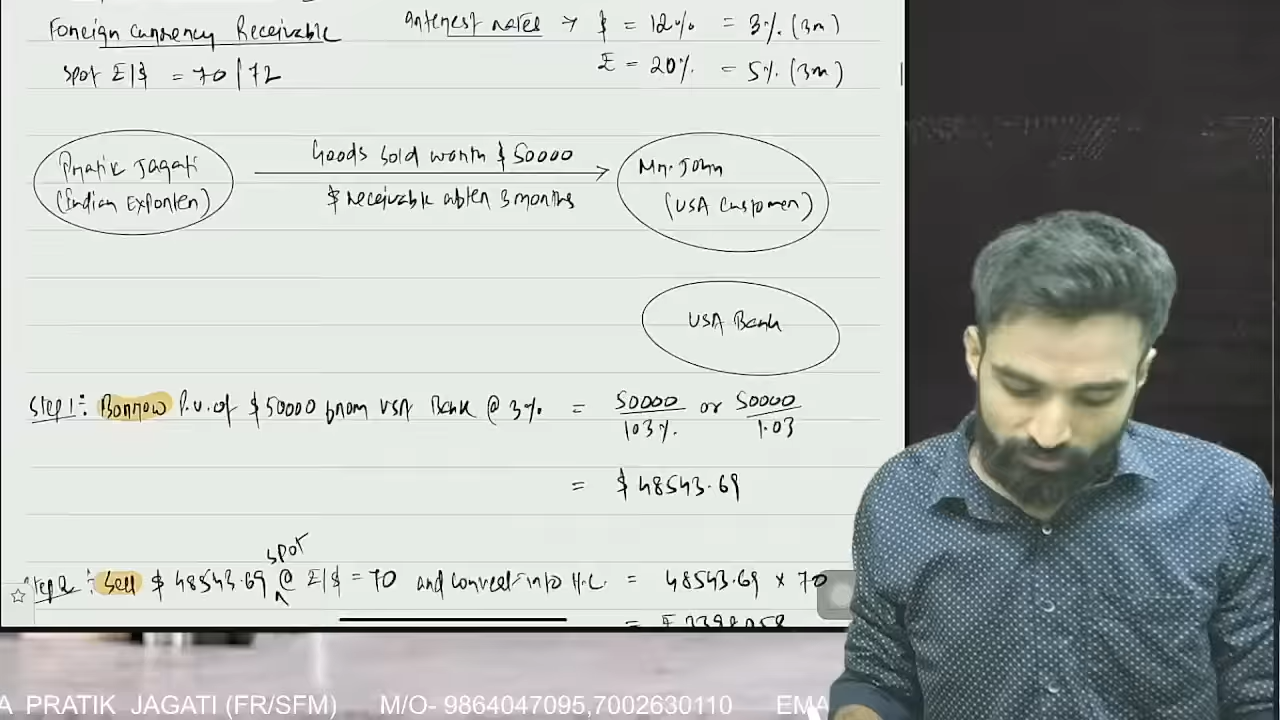 Foreign Currency Receivable
Interest rates → $ = 12% = 3% (3m)
Spot ₹/$ = 70/72
₹ = 20% = 5% (3m)
Pratik Jagati
(Indian Exporter)
Goods sold worth $50000
$ receivable after 3 months
Mr. John
(USA Customer)
USA Bank
Step 1: Borrow P.V. of $50000 from USA Bank @ 3% = 50000/103% or 50000/1.03
= $48543.69
spot
Step 2: Sell $48543.69 @ ₹/$ = 70 and convert into H.C. = 48543.69 × 70
A PRATIK JAGATI (FR/SFM) M/O- 9864047095,7002630110 EMA